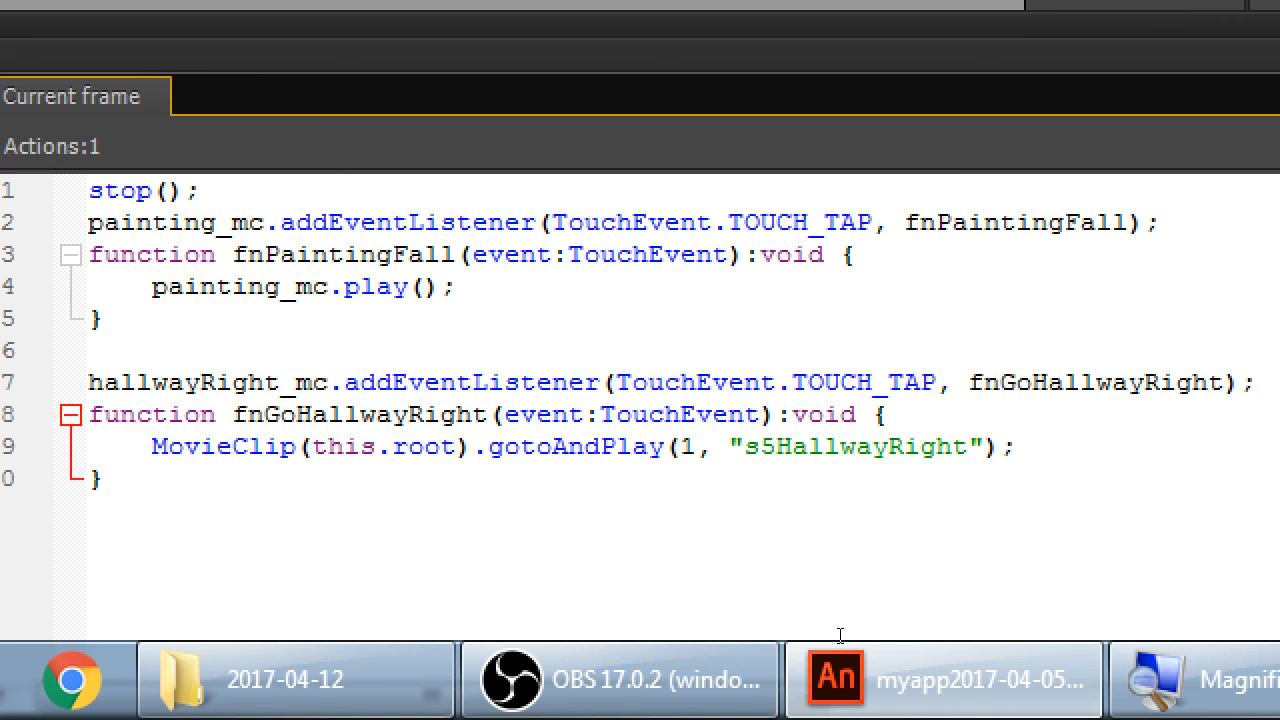 Current frame
Actions:1
1 stop();
2 painting_mc.addEventListener(TouchEvent.TOUCH_TAP, fnPaintingFall);
3 function fnPaintingFall(event:TouchEvent):void {
4 painting_mc.play();
5 }
6
7 hallwayRight_mc.addEventListener(TouchEvent.TOUCH_TAP, fnGoHallwayRight);
8 function fnGoHallwayRight(event:TouchEvent):void {
9 MovieClip(this.root).gotoAndPlay(1, "s5HallwayRight");
0 }
2017-04-12 OBS 17.0.2 (windo... An myapp2017-04-05... Magnifi